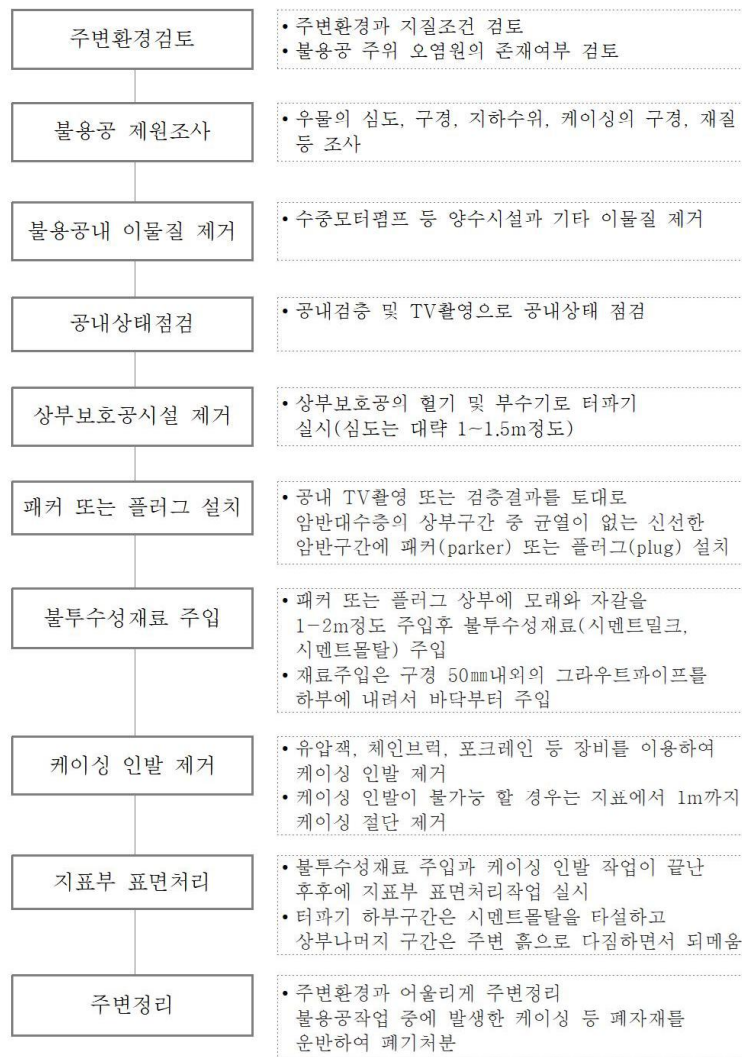 주변환경검토
• 주변환경과 지질조건 검토
• 불용공 주위 오염원의 존재여부 검토
불용공 제원조사
• 우물의 심도, 구경, 지하수위, 케이싱의 구경, 재질
등 조사
불용공내 이물질 제거
• 수중모터펌프 등 양수시설과 기타 이물질 제거
공내상태점검
• 공내검층 및 TV촬영으로 공내상태 점검
상부보호공시설 제거
• 상부보호공의 헐기 및 부수기로 터파기
실시(심도는 대략 1~1.5m정도)
패커 또는 플러그 설치
• 공내 TV촬영 또는 검층결과를 토대로
암반대수층의 상부구간 중 균열이 없는 신선한
암반구간에 패커(parker) 또는 플러그(plug) 설치
불투수성재료 주입
• 패커 또는 플러그 상부에 모래와 자갈을
1-2m정도 주입후 불투수성재료(시멘트밀크,
시멘트몰탈) 주입
• 재료주입은 구경 50㎜내외의 그라우트파이프를
하부에 내려서 바닥부터 주입
케이싱 인발 제거
• 유압잭, 체인브럭, 포크레인 등 장비를 이용하여
케이싱 인발 제거
• 케이싱 인발이 불가능 할 경우는 지표에서 1m까지
케이싱 절단 제거
지표부 표면처리
• 불투수성재료 주입과 케이싱 인발 작업이 끝난
후후에 지표부 표면처리작업 실시
• 터파기 하부구간은 시멘트몰탈을 타설하고
상부나머지 구간은 주변 흙으로 다짐하면서 되메움
주변정리
• 주변환경과 어울리게 주변정리
불용공작업 중에 발생한 케이싱 등 폐자재를
운반하여 폐기처분